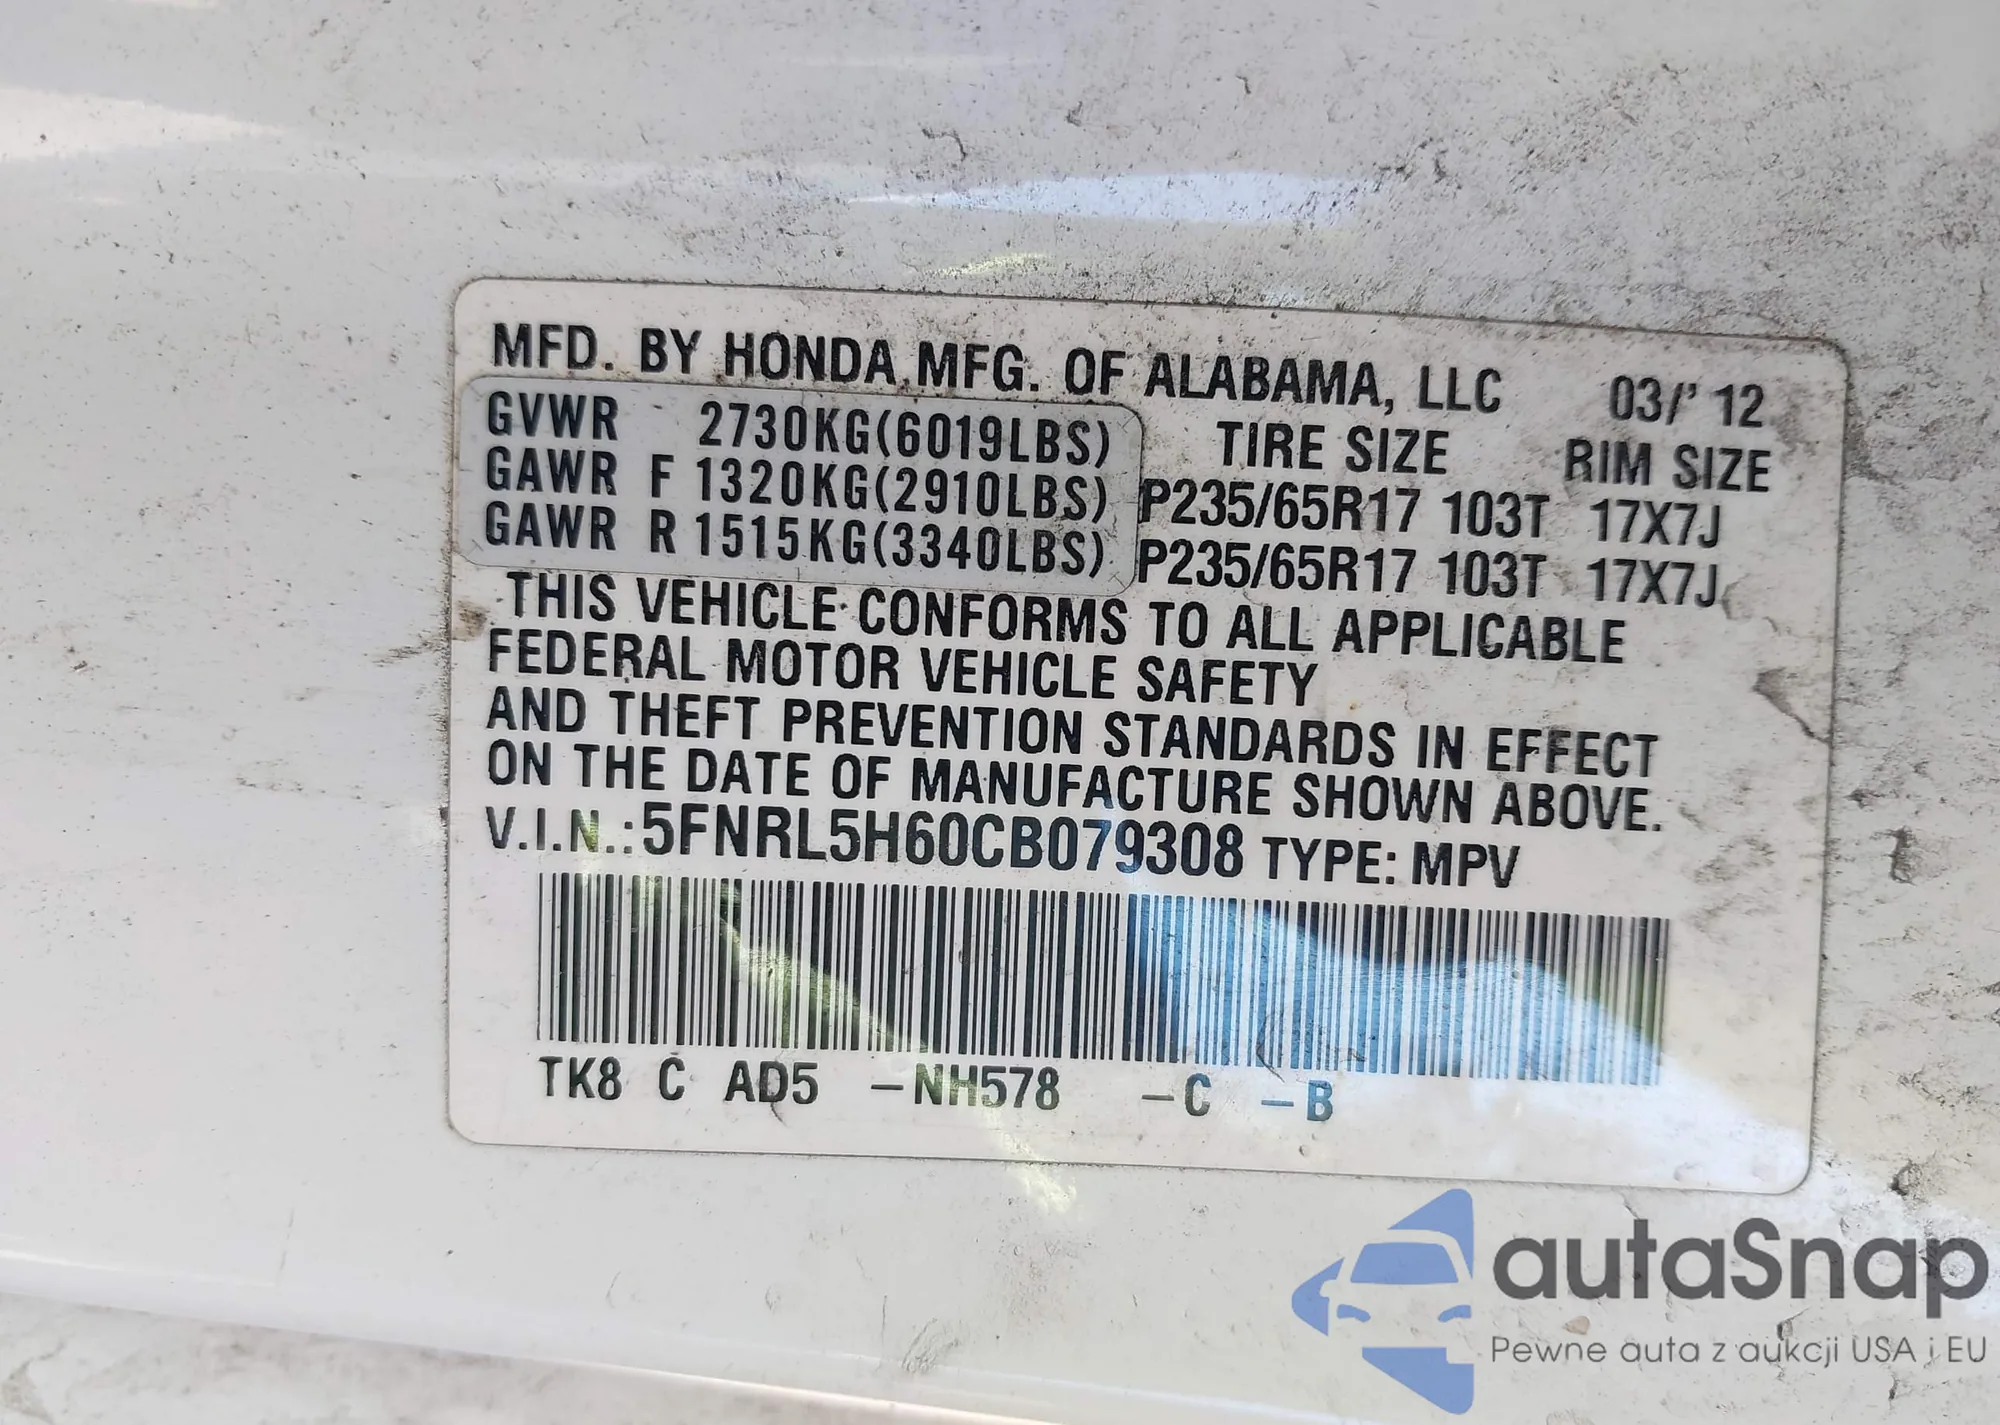 MFD. BY HONDA MFG. OF ALABAMA, LLC 03/'12
GVWR 2730KG(6019LBS) TIRE SIZE RIM SIZE
GAWR F 1320KG(2910LBS) P235/65R17 103T 17X7J
GAWR R 1515KG(3340LBS) P235/65R17 103T 17X7J
THIS VEHICLE CONFORMS TO ALL APPLICABLE
FEDERAL MOTOR VEHICLE SAFETY
AND THEFT PREVENTION STANDARDS IN EFFECT
ON THE DATE OF MANUFACTURE SHOWN ABOVE.
V.I.N.:5FNRL5H60CB079308 TYPE: MPV
TK8 C AD5 -NH578 -C -B
autaSnap
Pewne auta z aukcji USA i EU